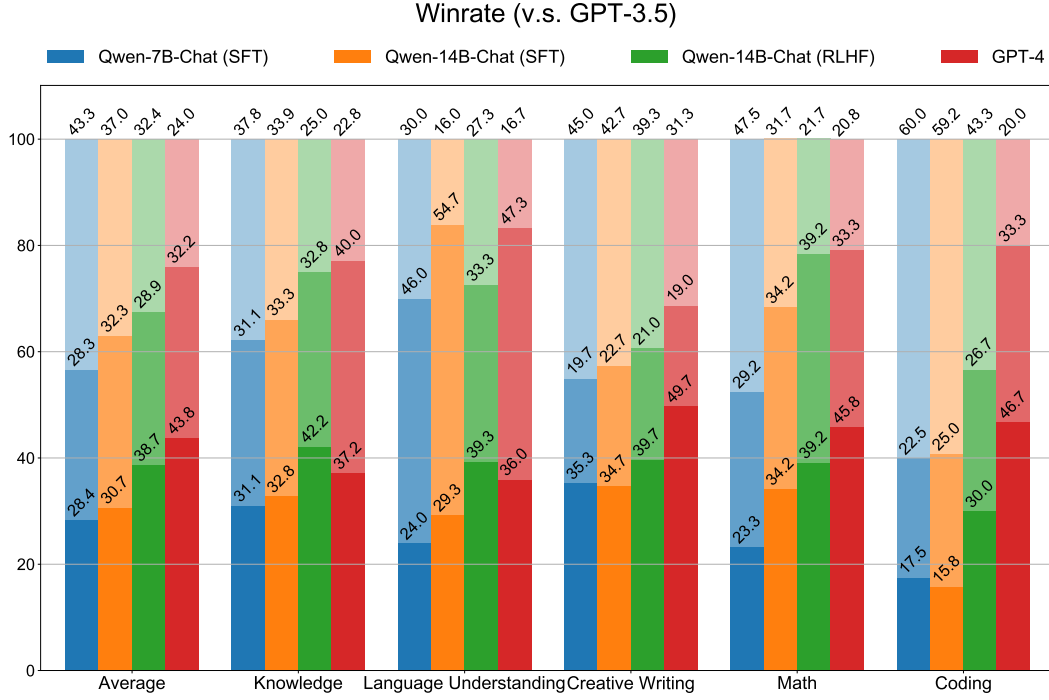 Winrate (v.s. GPT-3.5)
Qwen-7B-Chat (SFT) Qwen-14B-Chat (SFT) Qwen-14B-Chat (RLHF) GPT-4
43.3 37.0 32.4 24.0 37.8 33.9 25.0 22.8 30.0 16.0 27.3 16.7 45.0 42.7 39.3 31.3 47.5 31.7 21.7 20.8 60.0 59.2 43.3 20.0
28.3 32.3 28.9 32.2 31.1 33.3 32.8 40.0 46.0 54.7 33.3 47.3 19.7 22.7 21.0 19.0 29.2 34.2 39.2 33.3 22.5 25.0 26.7 33.3
28.4 30.7 38.7 43.8 31.1 32.8 42.2 37.2 24.0 29.3 39.3 36.0 35.3 34.7 39.7 49.7 23.3 34.2 39.2 45.8 17.5 15.8 30.0 46.7
100
80
60
40
20
0
Average Knowledge Language Understanding Creative Writing Math Coding